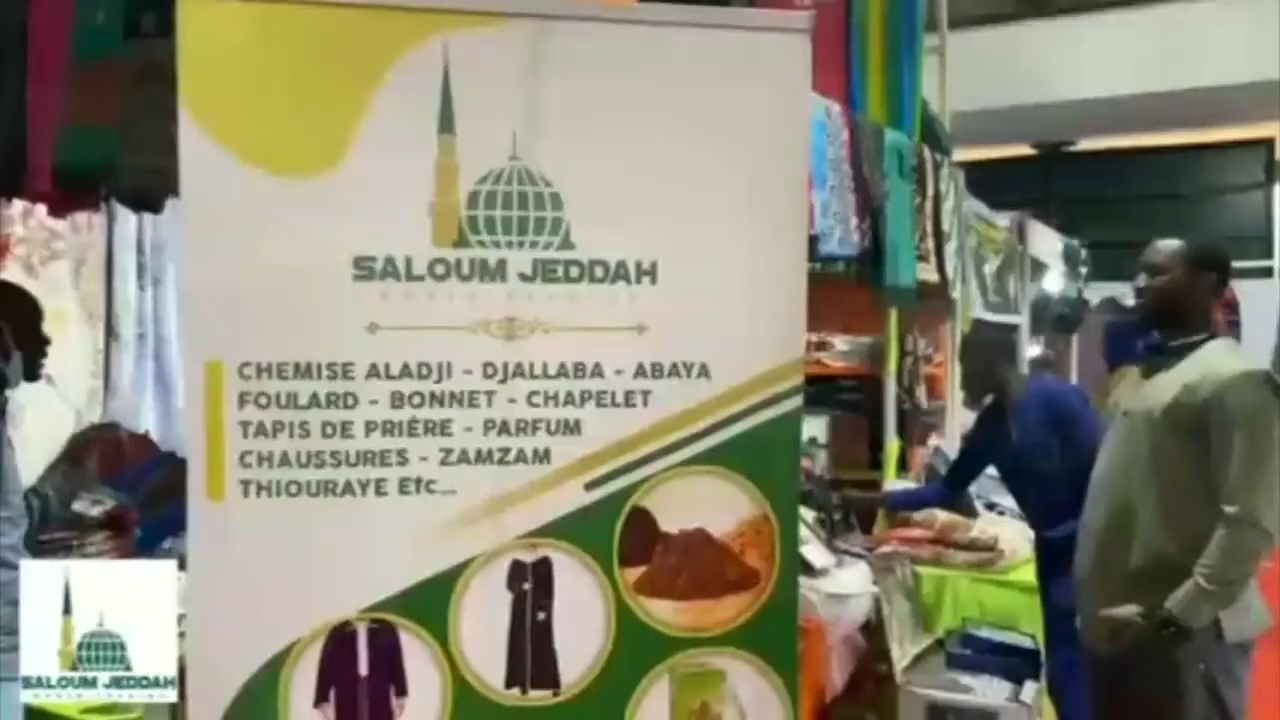 SALOUM JEDDAH
CHEMISE ALADJI - DJALLABA - ABAYA
FOULARD - BONNET - CHAPELET
TAPIS DE PRIÈRE - PARFUM
CHAUSSURES - ZAMZAM
THIOURAYE Etc...
SALOUM JEDDAH